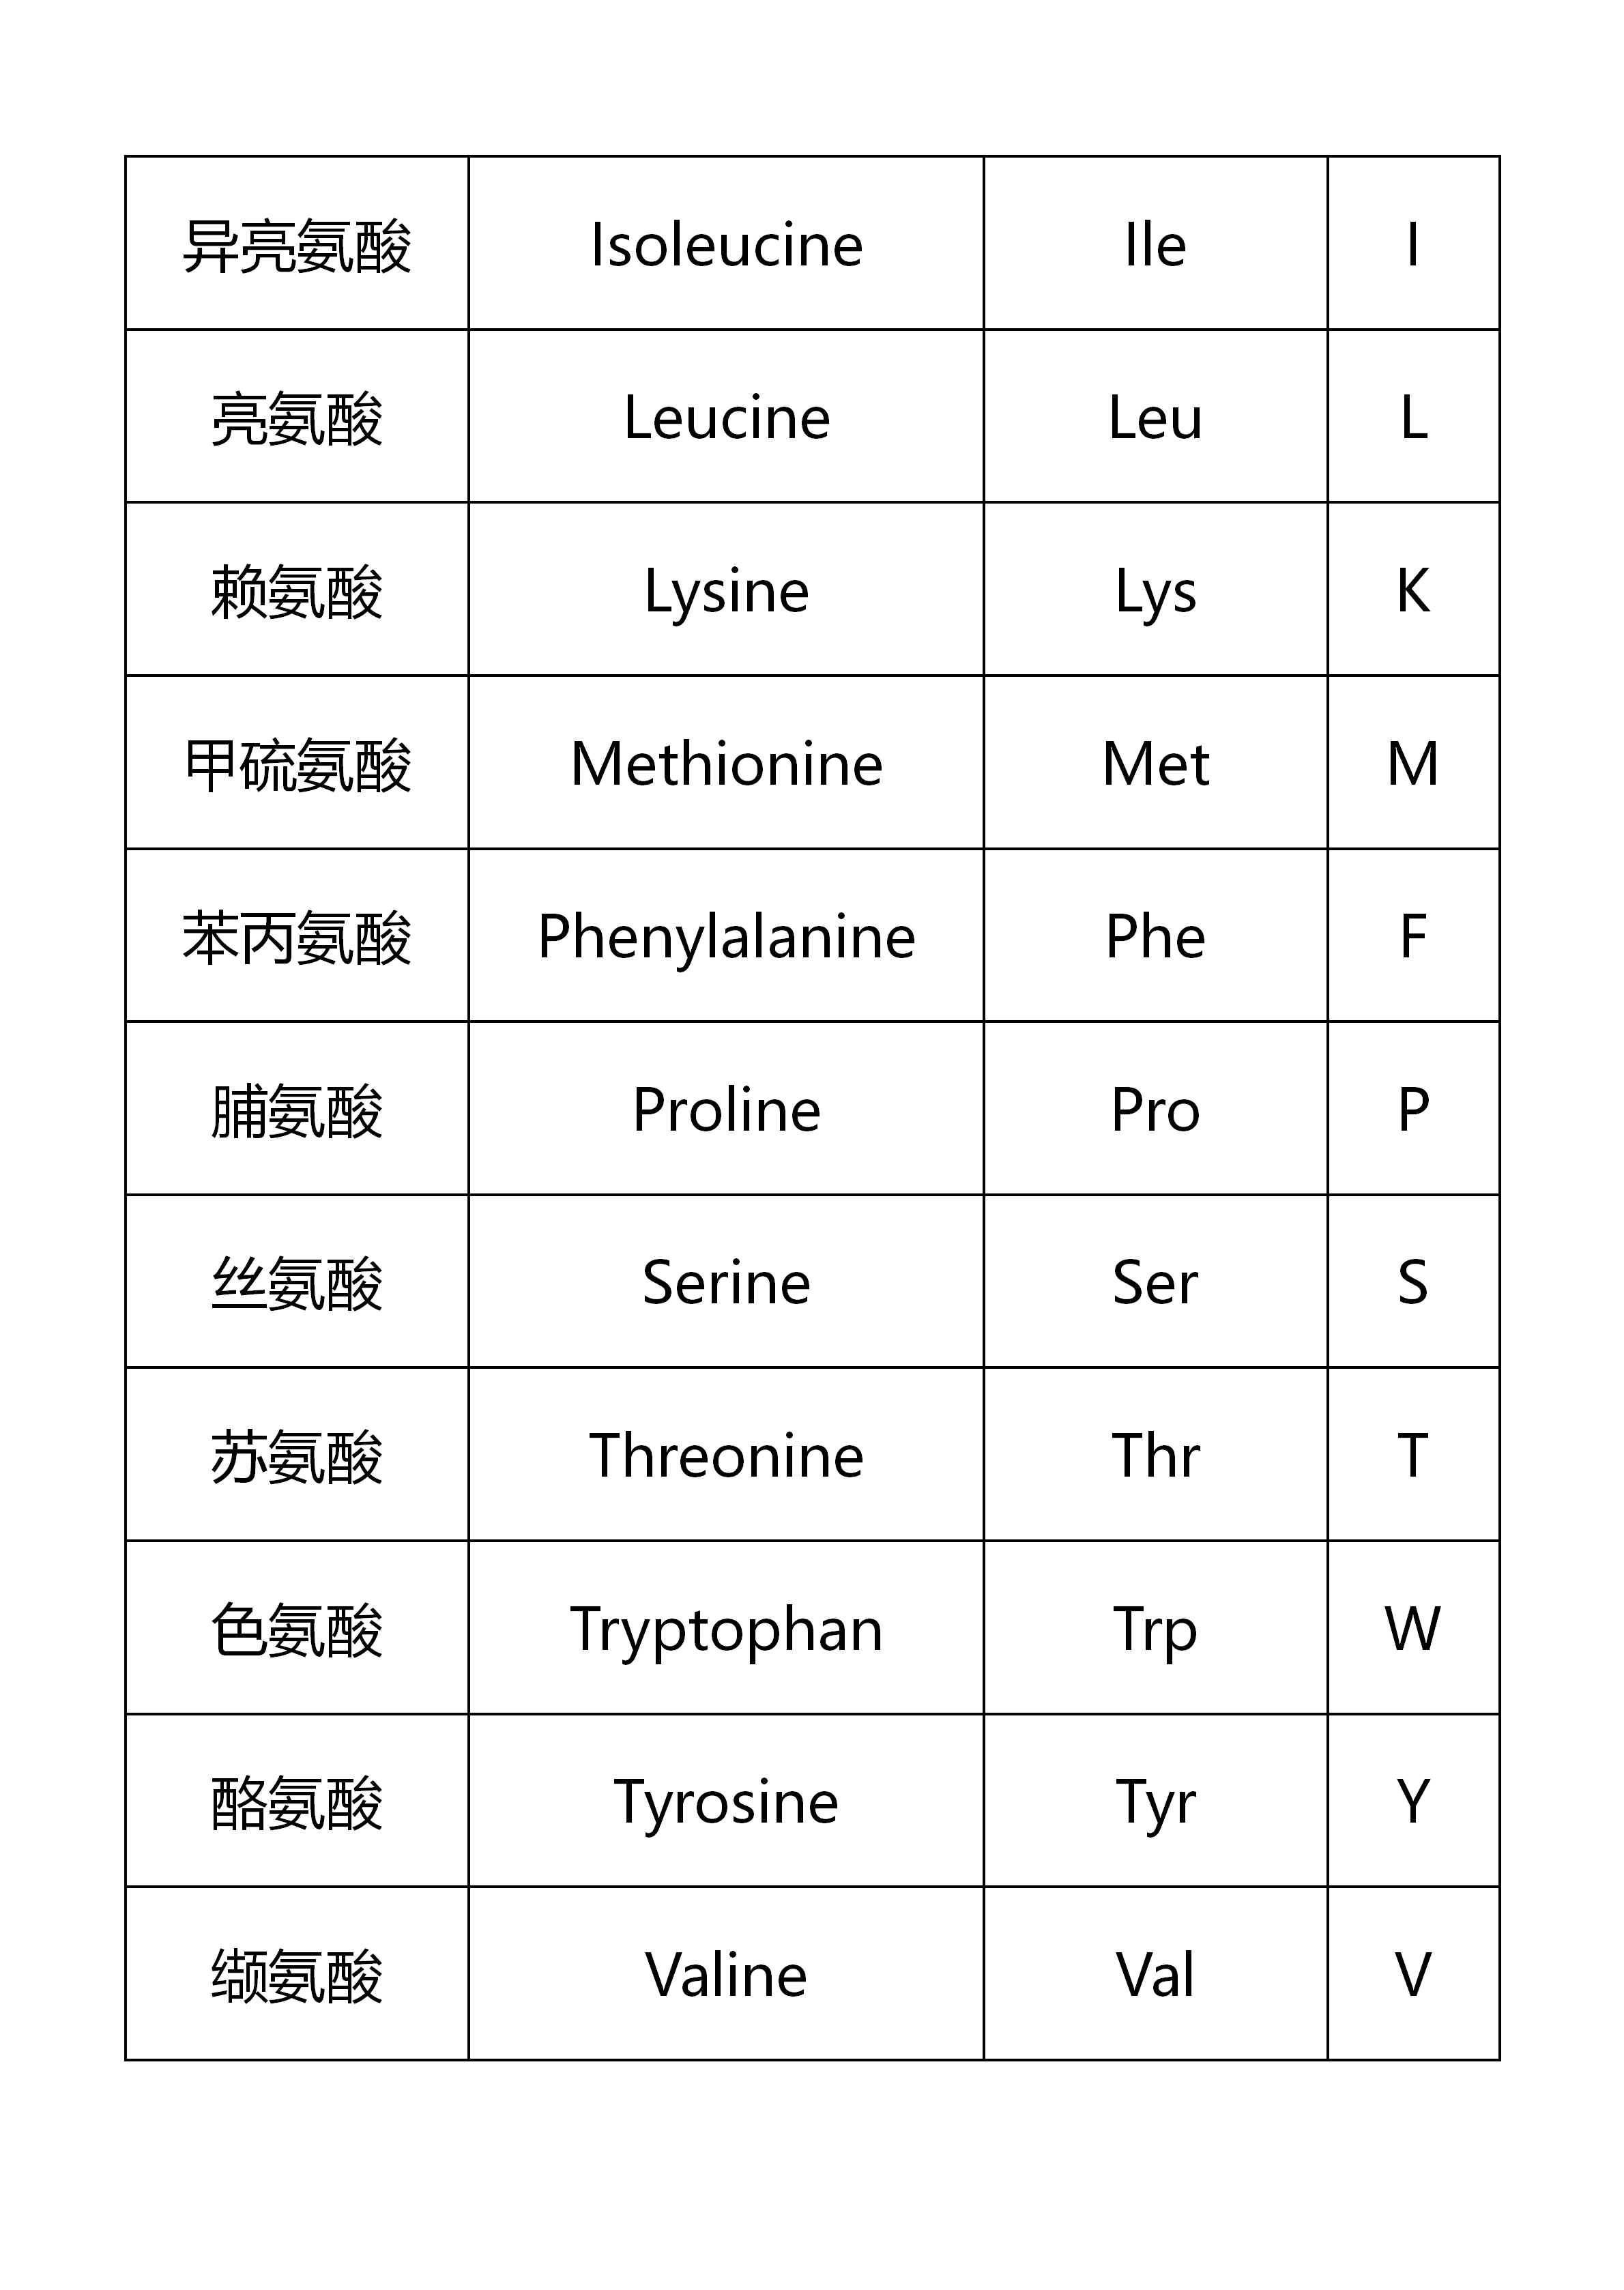 异亮氨酸 Isoleucine Ile I
亮氨酸 Leucine Leu L
赖氨酸 Lysine Lys K
甲硫氨酸 Methionine Met M
苯丙氨酸 Phenylalanine Phe F
脯氨酸 Proline Pro P
丝氨酸 Serine Ser S
苏氨酸 Threonine Thr T
色氨酸 Tryptophan Trp W
酪氨酸 Tyrosine Tyr Y
缬氨酸 Valine Val V